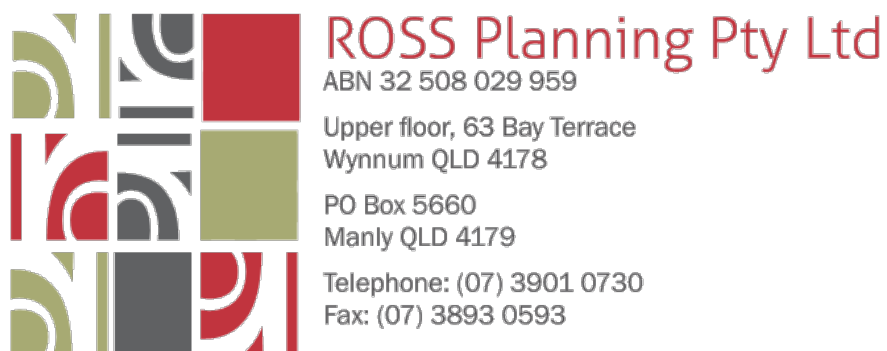 ROSS Planning Pty Ltd
ABN 32 508 029 959
Upper floor, 63 Bay Terrace
Wynnum QLD 4178
PO Box 5660
Manly QLD 4179
Telephone: (07) 3901 0730
Fax: (07) 3893 0593